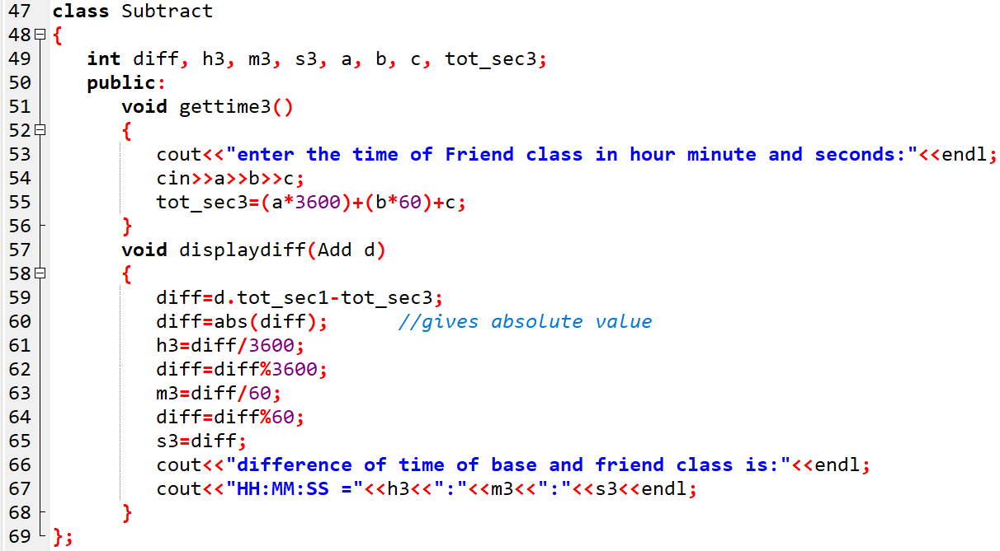 47 class Subtract
48 {
49 int diff, h3, m3, s3, a, b, c, tot_sec3;
50 public:
51 void gettime3()
52 {
53 cout<<"enter the time of Friend class in hour minute and seconds:"<<endl;
54 cin>>a>>b>>c;
55 tot_sec3=(a*3600)+(b*60)+c;
56 }
57 void displaydiff(Add d)
58 {
59 diff=d.tot_sec1-tot_sec3;
60 diff=abs(diff); //gives absolute value
61 h3=diff/3600;
62 diff=diff%3600;
63 m3=diff/60;
64 diff=diff%60;
65 s3=diff;
66 cout<<"difference of time of base and friend class is:"<<endl;
67 cout<<"HH:MM:SS ="<<h3<<":"<<m3<<":"<<s3<<endl;
68 }
69 };